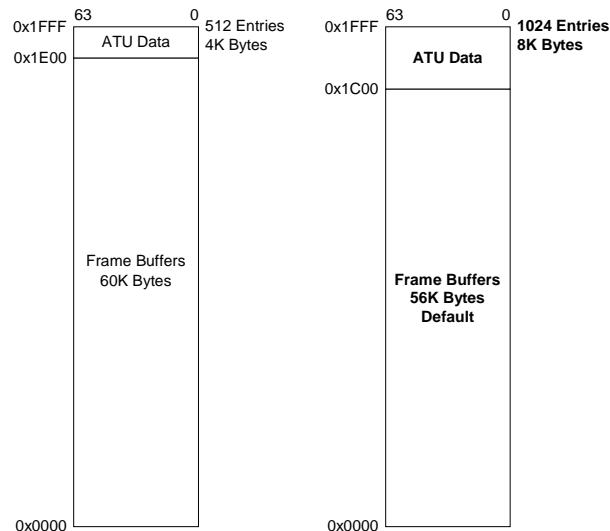 63 0
0x1FFF
512 Entries
4K Bytes
ATU Data
0x1E00
Frame Buffers
60K Bytes
0x0000
63 0
0x1FFF
1024 Entries
8K Bytes
ATU Data
0x1C00
Frame Buffers
56K Bytes
Default
0x0000